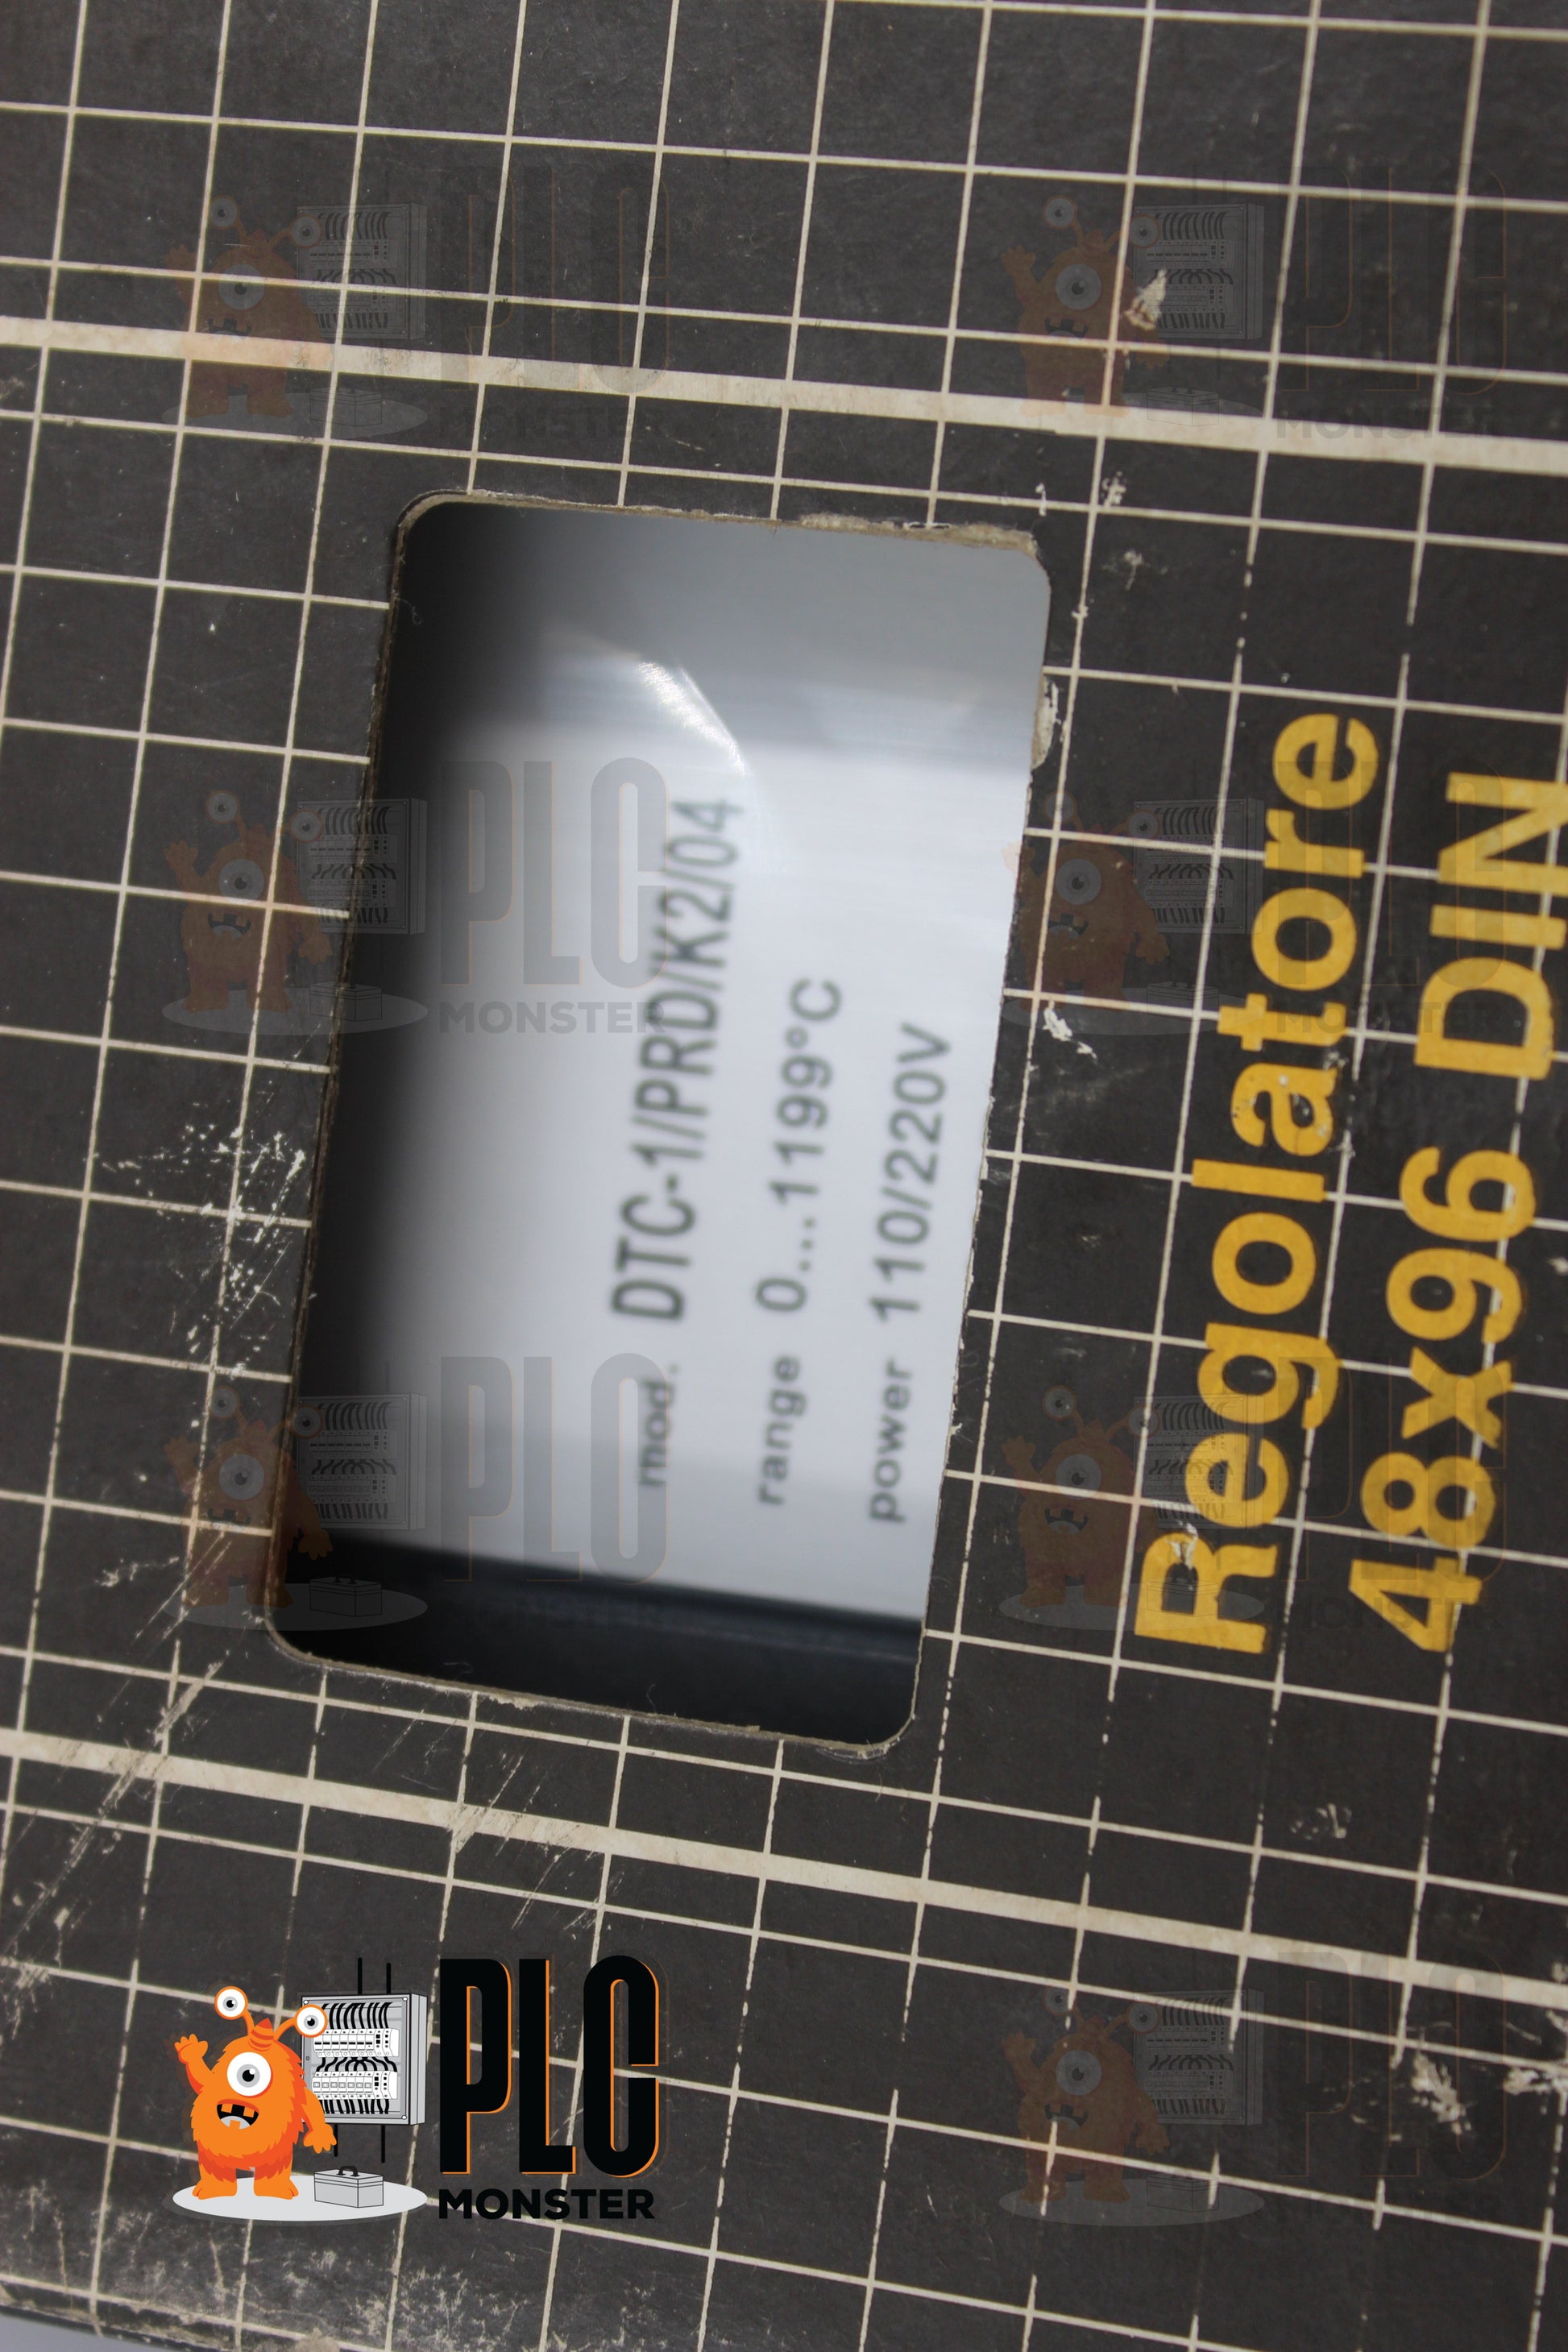 mod. DTC-1/PRD/K2/04
range 0...1199°C
power 110/220V
Regolatore
48x96 DIN
PLC
MONSTER